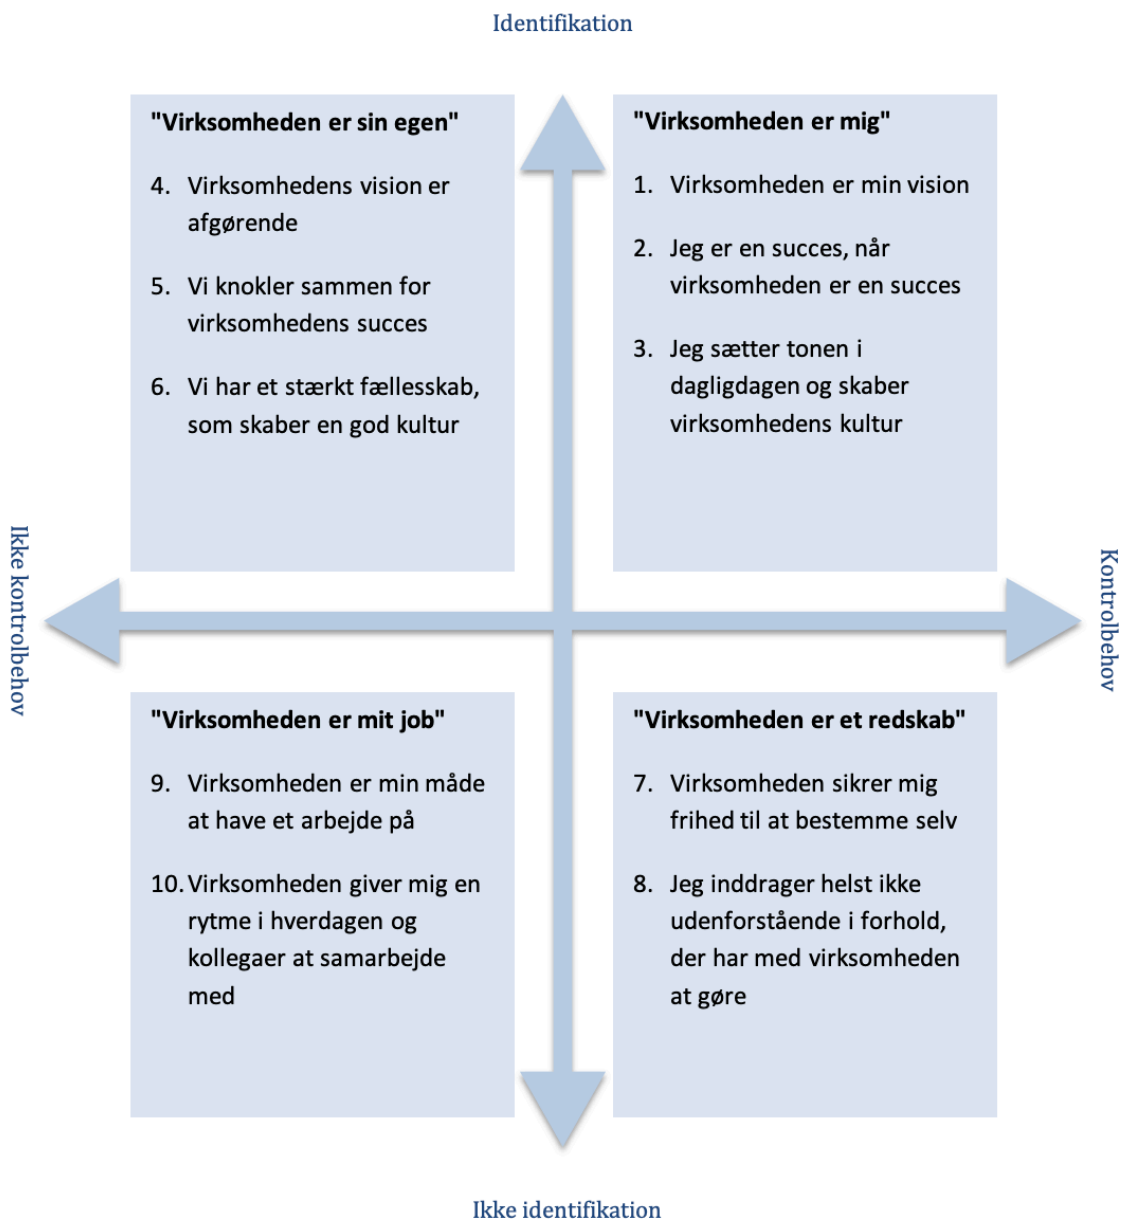 Identifikation
"Virksomheden er sin egen"
4. Virksomhedens vision er
afgørende
5. Vi knokler sammen for
virksomhedens succes
6. Vi har et stærkt fællesskab,
som skaber en god kultur
"Virksomheden er mig"
1. Virksomheden er min vision
2. Jeg er en succes, når
virksomheden er en succes
3. Jeg sætter tonen i
dagligdagen og skaber
virksomhedens kultur
Ikke kontrolbehov
Kontrolbehov
"Virksomheden er mit job"
9. Virksomheden er min måde
at have et arbejde på
10. Virksomheden giver mig en
rytme i hverdagen og
kollegaer at samarbejde
med
"Virksomheden er et redskab"
7. Virksomheden sikrer mig
frihed til at bestemme selv
8. Jeg inddrager helst ikke
udenforstående i forhold,
der har med virksomheden
at gøre
Ikke identifikation